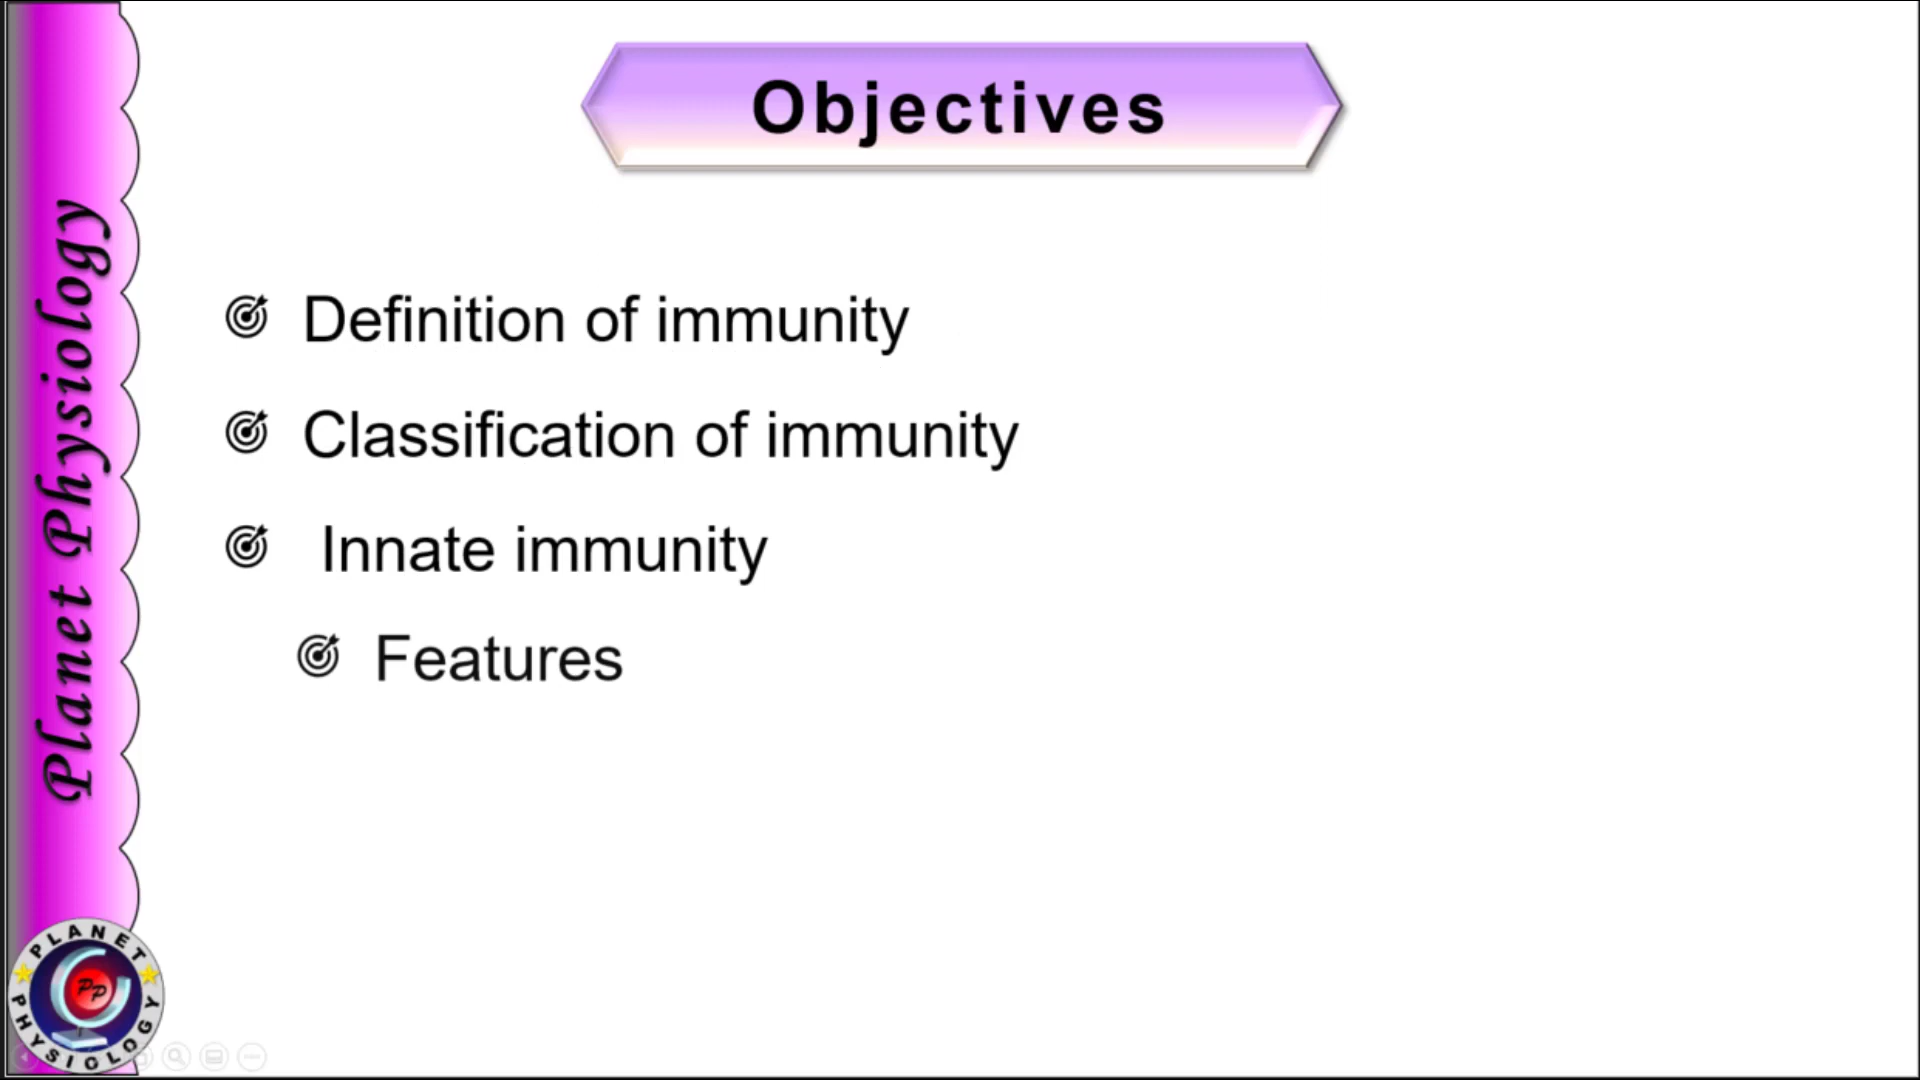 Objectives
Definition of immunity
Classification of immunity
Innate immunity
Features
Planet Physiology
PLANET
PHYSIOLOGY
PP